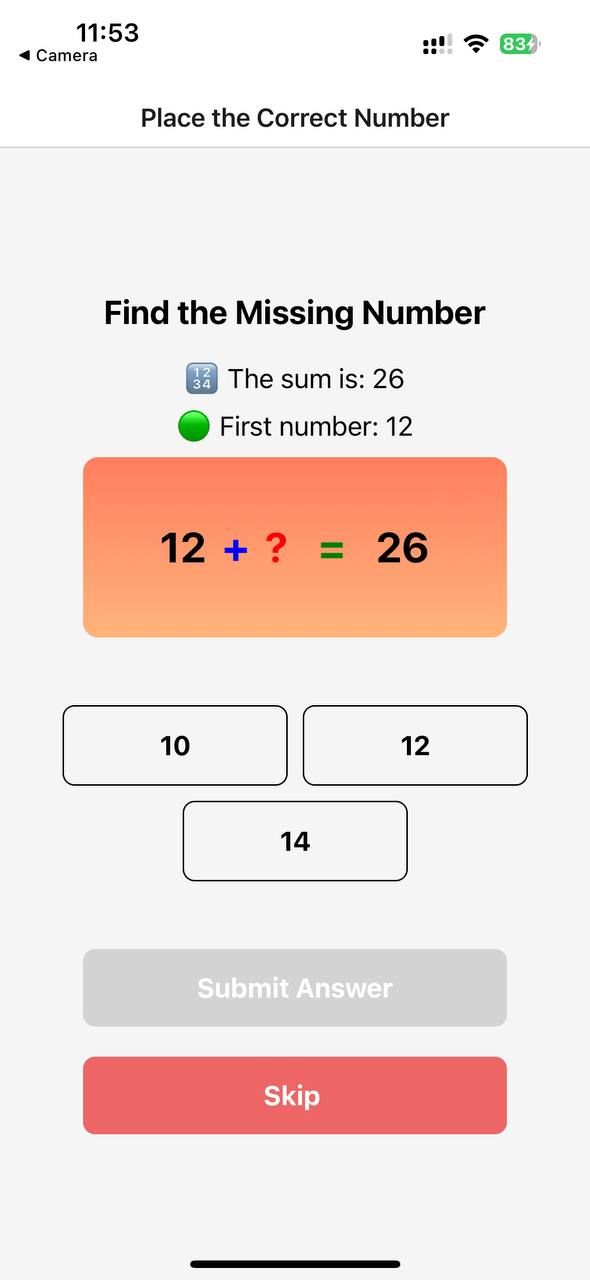 11:53
◀ Camera
83
Place the Correct Number
Find the Missing Number
🔢 The sum is: 26
🟢 First number: 12
12 + ? = 26
10 12
14
Submit Answer
Skip